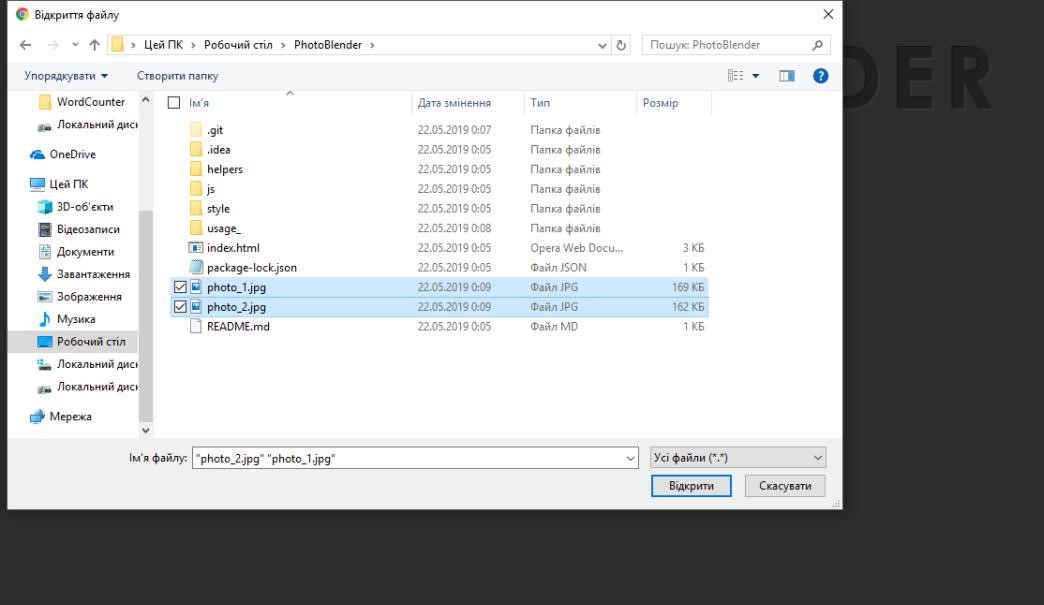 Відкриття файлу
Цей ПК Робочий стіл PhotoBlender
Пошук: PhotoBlender
Упорядкувати Створити папку
WordCounter
Локальний диск
OneDrive
Цей ПК
3D-об'єкти
Відеозаписи
Документи
Завантаження
Зображення
Музика
Робочий стіл
Локальний диск
Локальний диск
Мережа
Ім'я Дата змінення Тип Розмір
.git 22.05.2019 0:07 Папка файлів
.idea 22.05.2019 0:05 Папка файлів
helpers 22.05.2019 0:05 Папка файлів
js 22.05.2019 0:05 Папка файлів
style 22.05.2019 0:05 Папка файлів
usage_ 22.05.2019 0:08 Папка файлів
index.html 22.05.2019 0:05 Opera Web Docu... 3 КБ
package-lock.json 22.05.2019 0:05 Файл JSON 1 КБ
photo_1.jpg 22.05.2019 0:09 Файл JPG 169 КБ
photo_2.jpg 22.05.2019 0:09 Файл JPG 162 КБ
README.md 22.05.2019 0:05 Файл MD 1 КБ
Ім'я файлу: "photo_2.jpg" "photo_1.jpg" Усі файли (*.*)
Відкрити Скасувати
DER